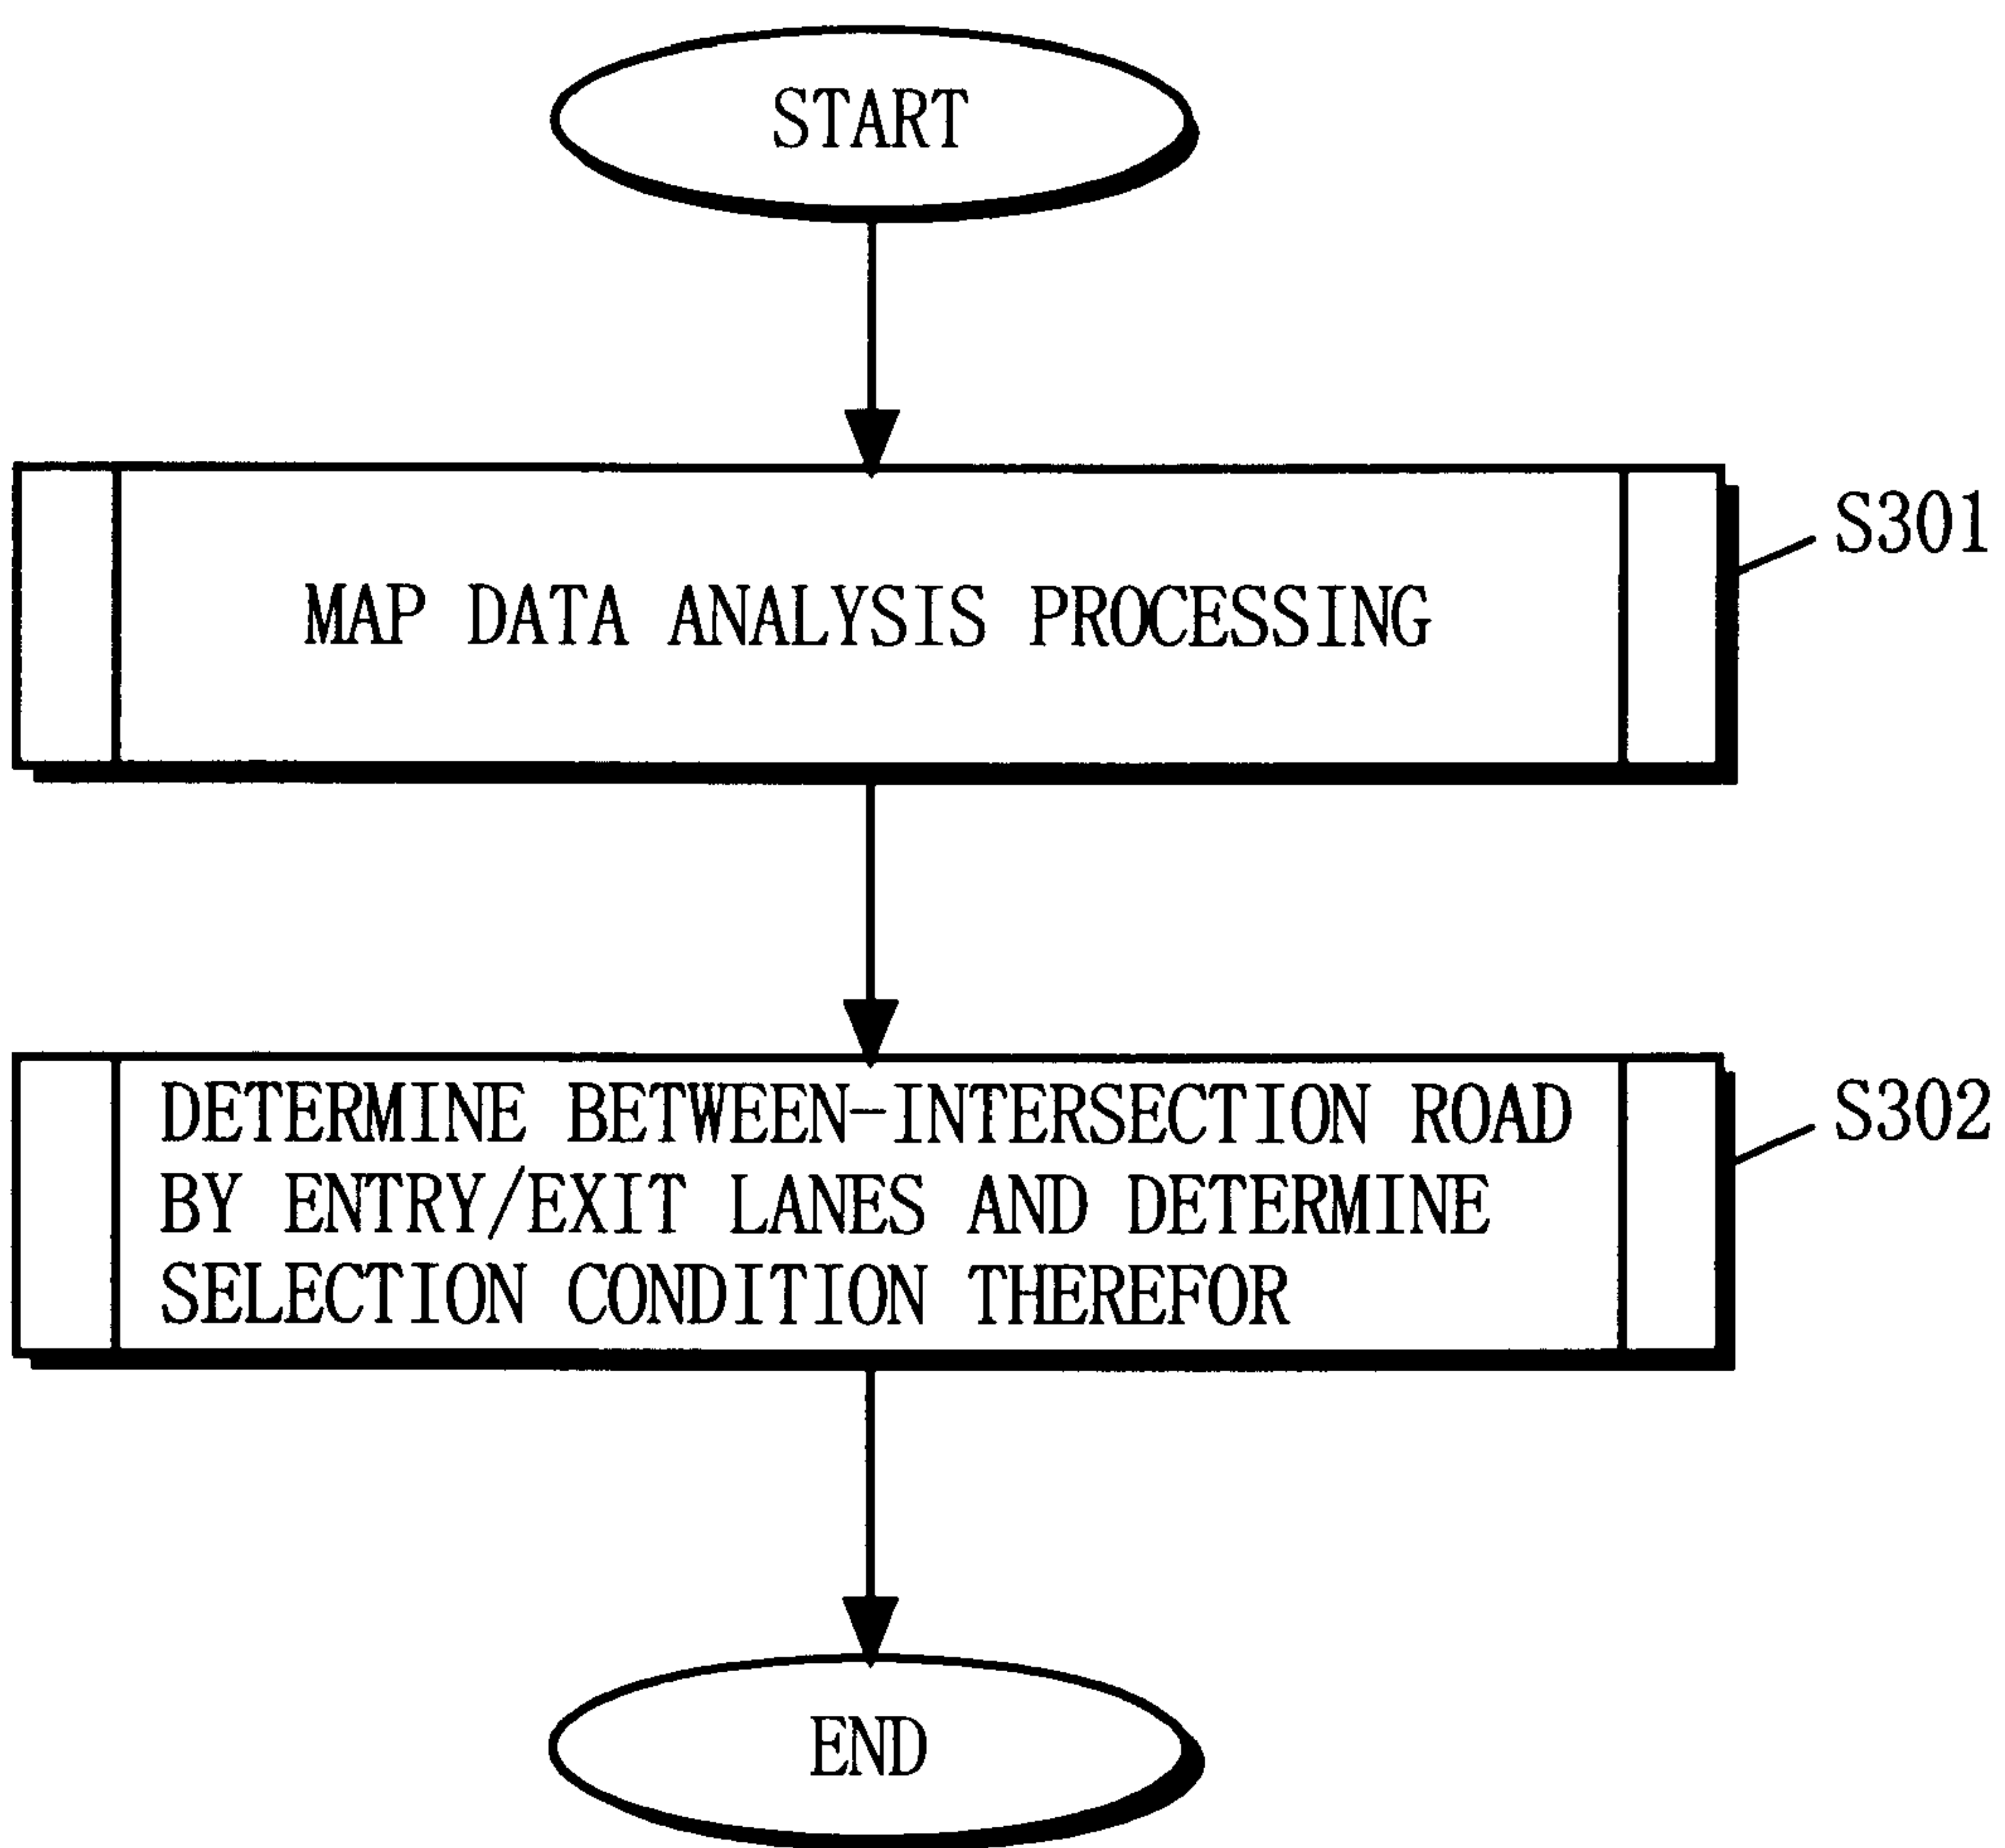 START
S301
MAP DATA ANALYSIS PROCESSING
DETERMINE BETWEEN-INTERSECTION ROAD
BY ENTRY/EXIT LANES AND DETERMINE
SELECTION CONDITION THEREFOR
S302
END